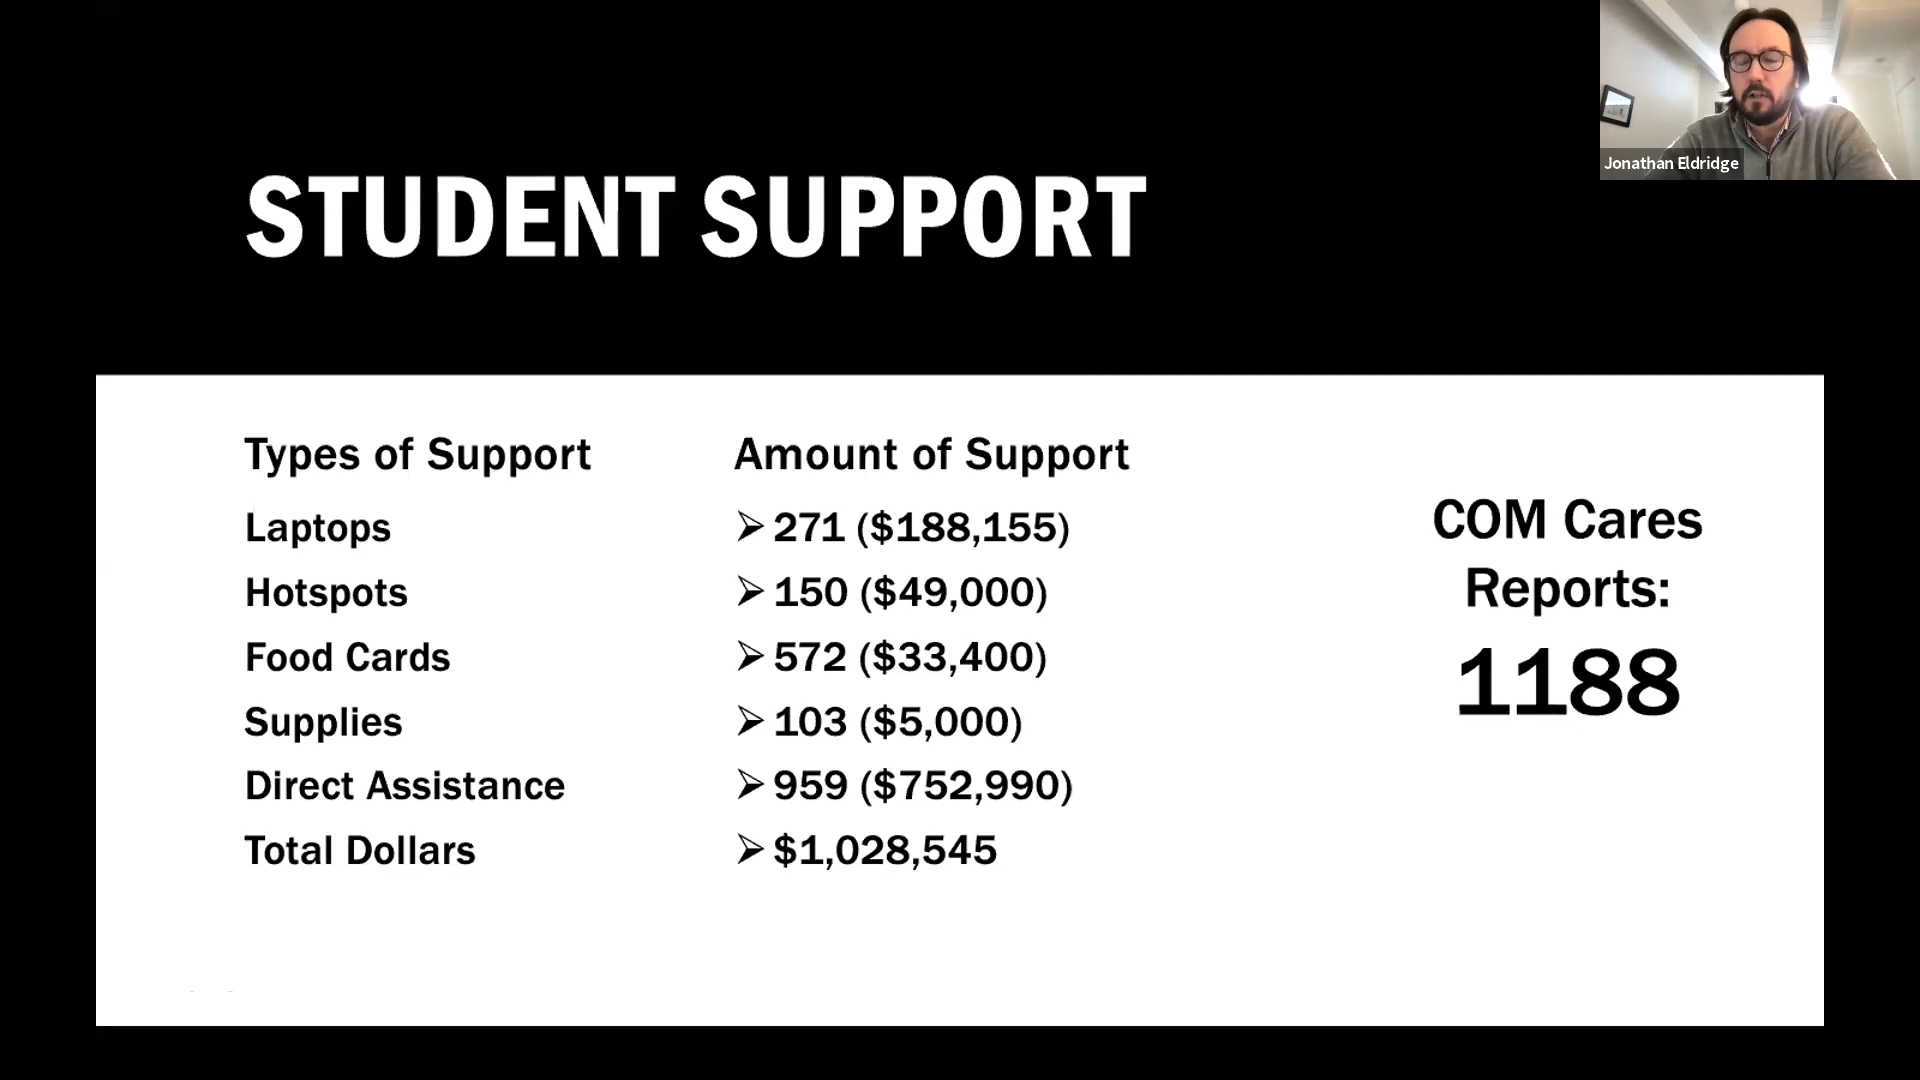 Jonathan Eldridge
STUDENT SUPPORT
Types of Support
Amount of Support
Laptops
271 ($188,155)
Hotspots
150 ($49,000)
Food Cards
572 ($33,400)
Supplies
103 ($5,000)
Direct Assistance
959 ($752,990)
Total Dollars
$1,028,545
COM Cares
Reports:
1188